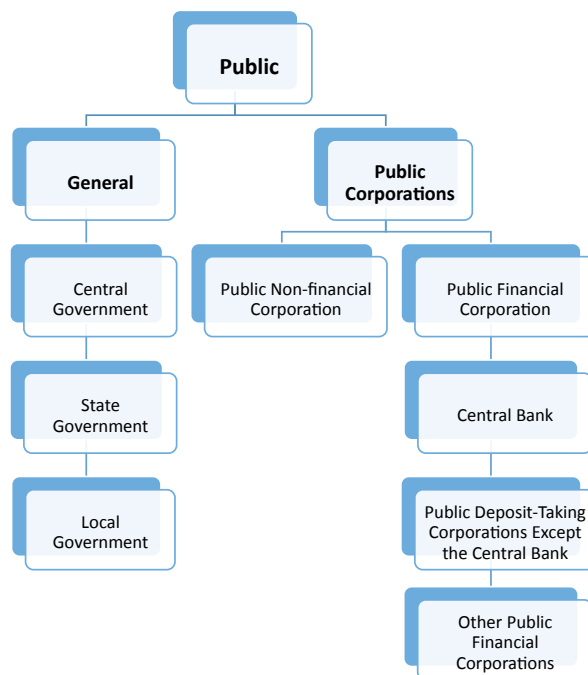 Public
General
Public
Corporations
Central
Government
Public Non-financial
Corporation
Public Financial
Corporation
State
Government
Central Bank
Local
Government
Public Deposit-Taking
Corporations Except
the Central Bank
Other Public
Financial
Corporations